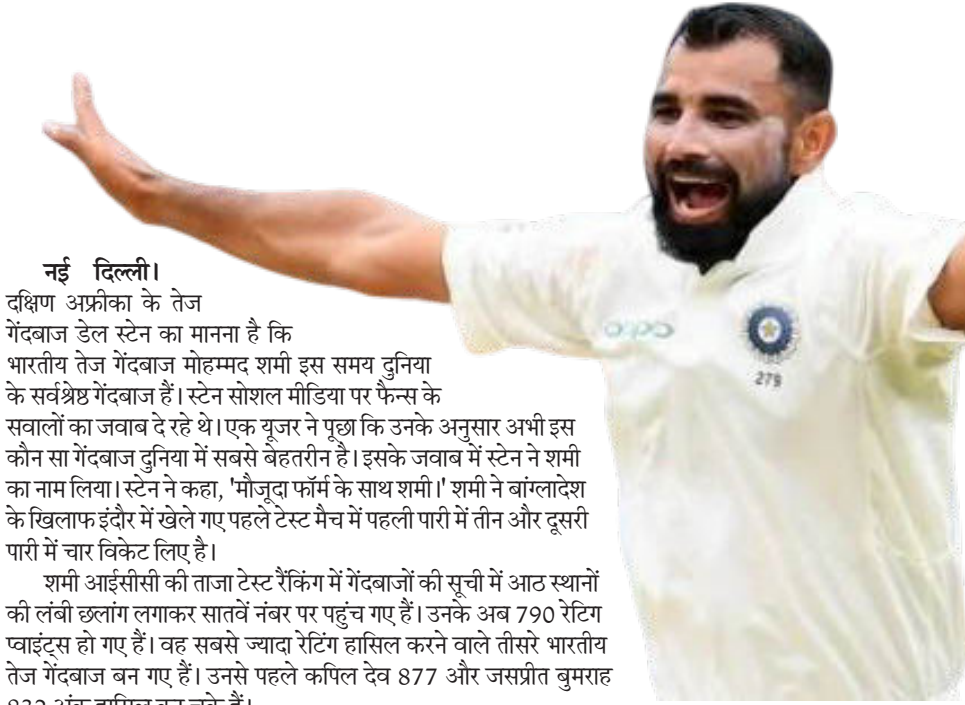 नई दिल्ली।
दक्षिण अफ्रीका के तेज
गेंदबाज डेल स्टेन का मानना है कि
भारतीय तेज गेंदबाज मोहम्मद शमी इस समय दुनिया
के सर्वश्रेष्ठ गेंदबाज हैं। स्टेन सोशल मीडिया पर फैन्स के
सवालों का जवाब दे रहे थे। एक यूजर ने पूछा कि उनके अनुसार अभी इस
कौन सा गेंदबाज दुनिया में सबसे बेहतरीन है। इसके जवाब में स्टेन ने शमी
का नाम लिया। स्टेन ने कहा, 'मौजूदा फॉर्म के साथ शमी।' शमी ने बांग्लादेश
के खिलाफ इंदौर में खेले गए पहले टेस्ट मैच में पहली पारी में तीन और दूसरी
पारी में चार विकेट लिए है।
शमी आईसीसी की ताजा टेस्ट रैंकिंग में गेंदबाजों की सूची में आठ स्थानों
की लंबी छलांग लगाकर सातवें नंबर पर पहुंच गए हैं। उनके अब 790 रेटिग
प्वाइंट्स हो गए हैं। वह सबसे ज्यादा रेटिंग हासिल करने वाले तीसरे भारतीय
तेज गेंदबाज बन गए हैं। उनसे पहले कपिल देव 877 और जसप्रीत बुमराह
oppo
279